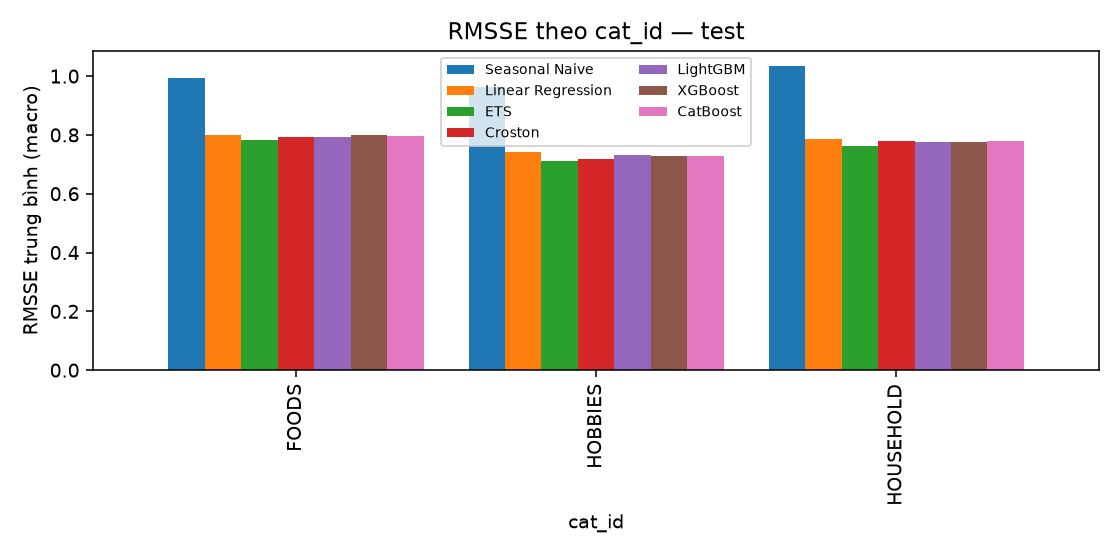 RMSSE theo cat_id — test
RMSSE trung bình (macro)
1.0
0.8
0.6
0.4
0.2
0.0
Seasonal Naive
Linear Regression
ETS
Croston
LightGBM
XGBoost
CatBoost
FOODS
HOBBIES
HOUSEHOLD
cat_id